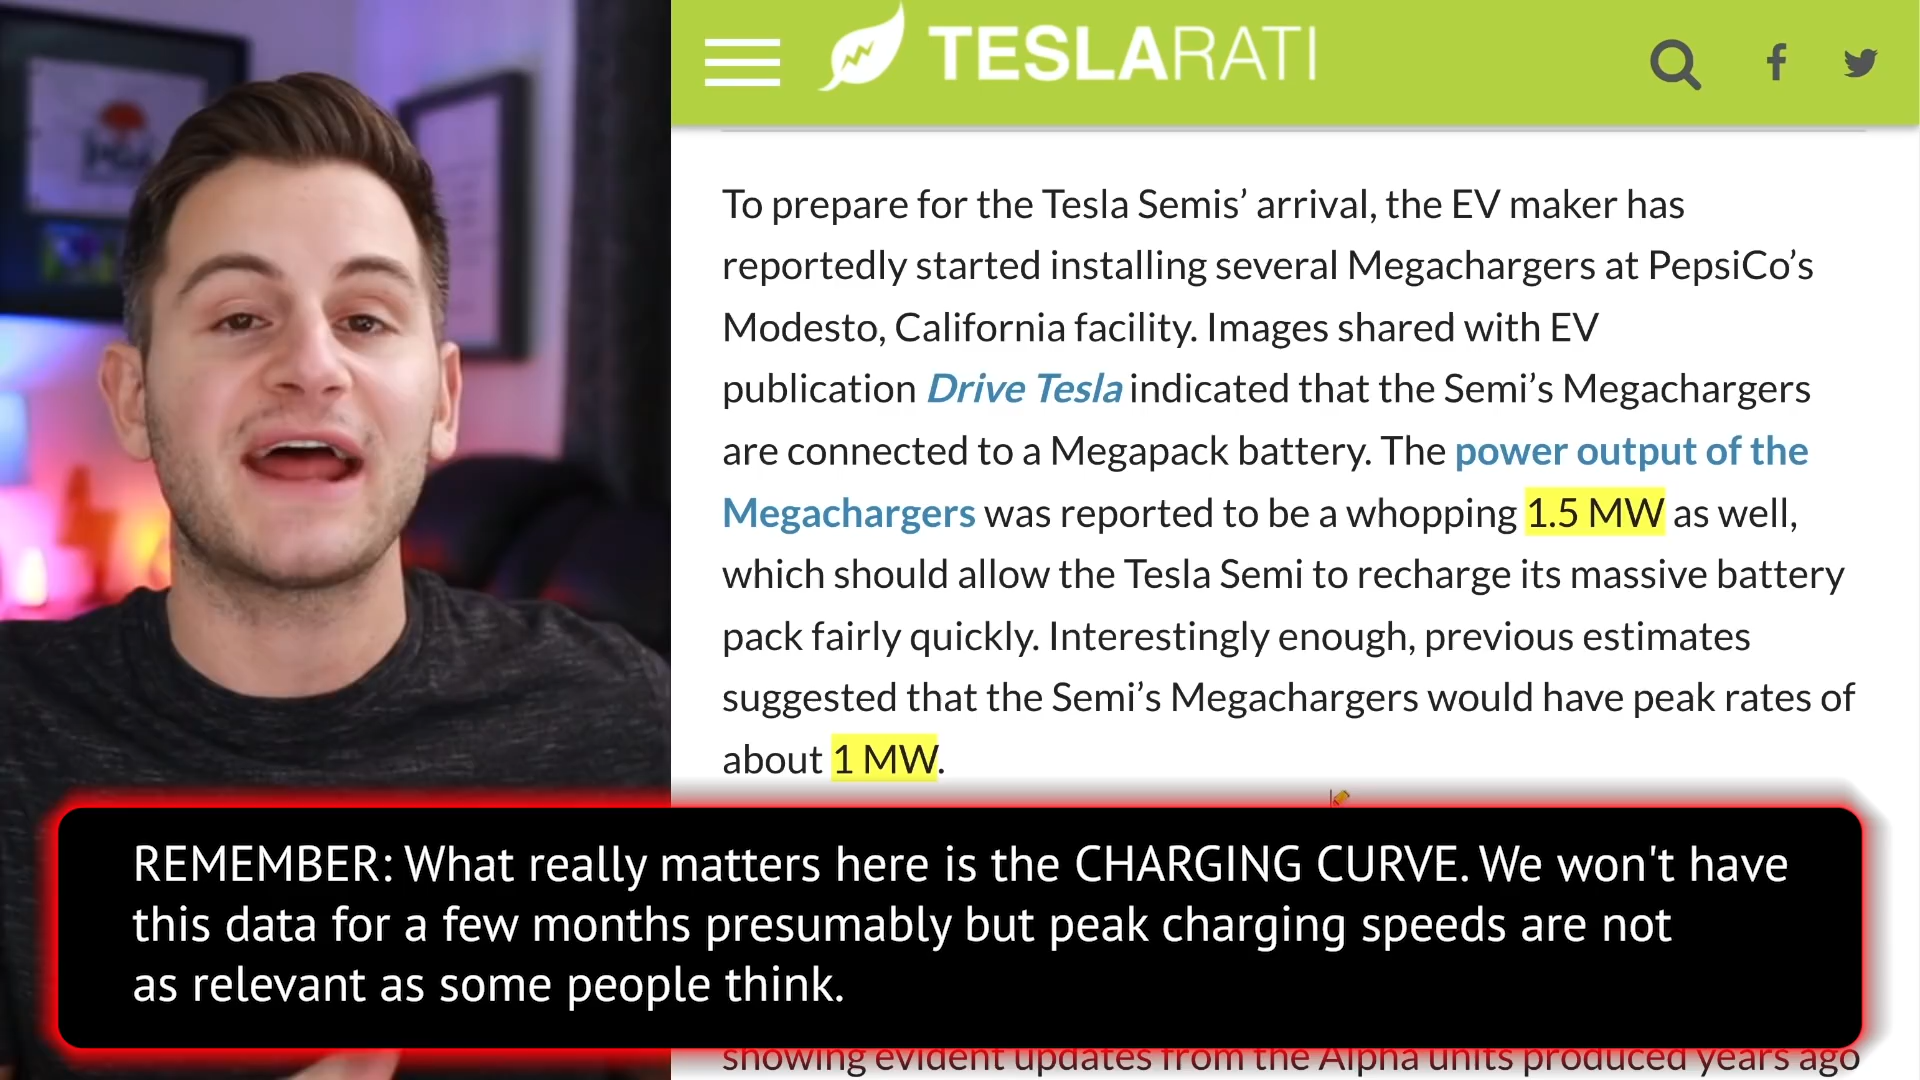 TESLARATI
To prepare for the Tesla Semis’ arrival, the EV maker has
reportedly started installing several Megachargers at PepsiCo’s
Modesto, California facility. Images shared with EV
publication Drive Tesla indicated that the Semi’s Megachargers
are connected to a Megapack battery. The power output of the
Megachargers was reported to be a whopping 1.5 MW as well,
which should allow the Tesla Semi to recharge its massive battery
pack fairly quickly. Interestingly enough, previous estimates
suggested that the Semi’s Megachargers would have peak rates of
about 1 MW.
REMEMBER: What really matters here is the CHARGING CURVE. We won't have
this data for a few months presumably but peak charging speeds are not
as relevant as some people think.
showing evident updates from the Alpha units produced years ago